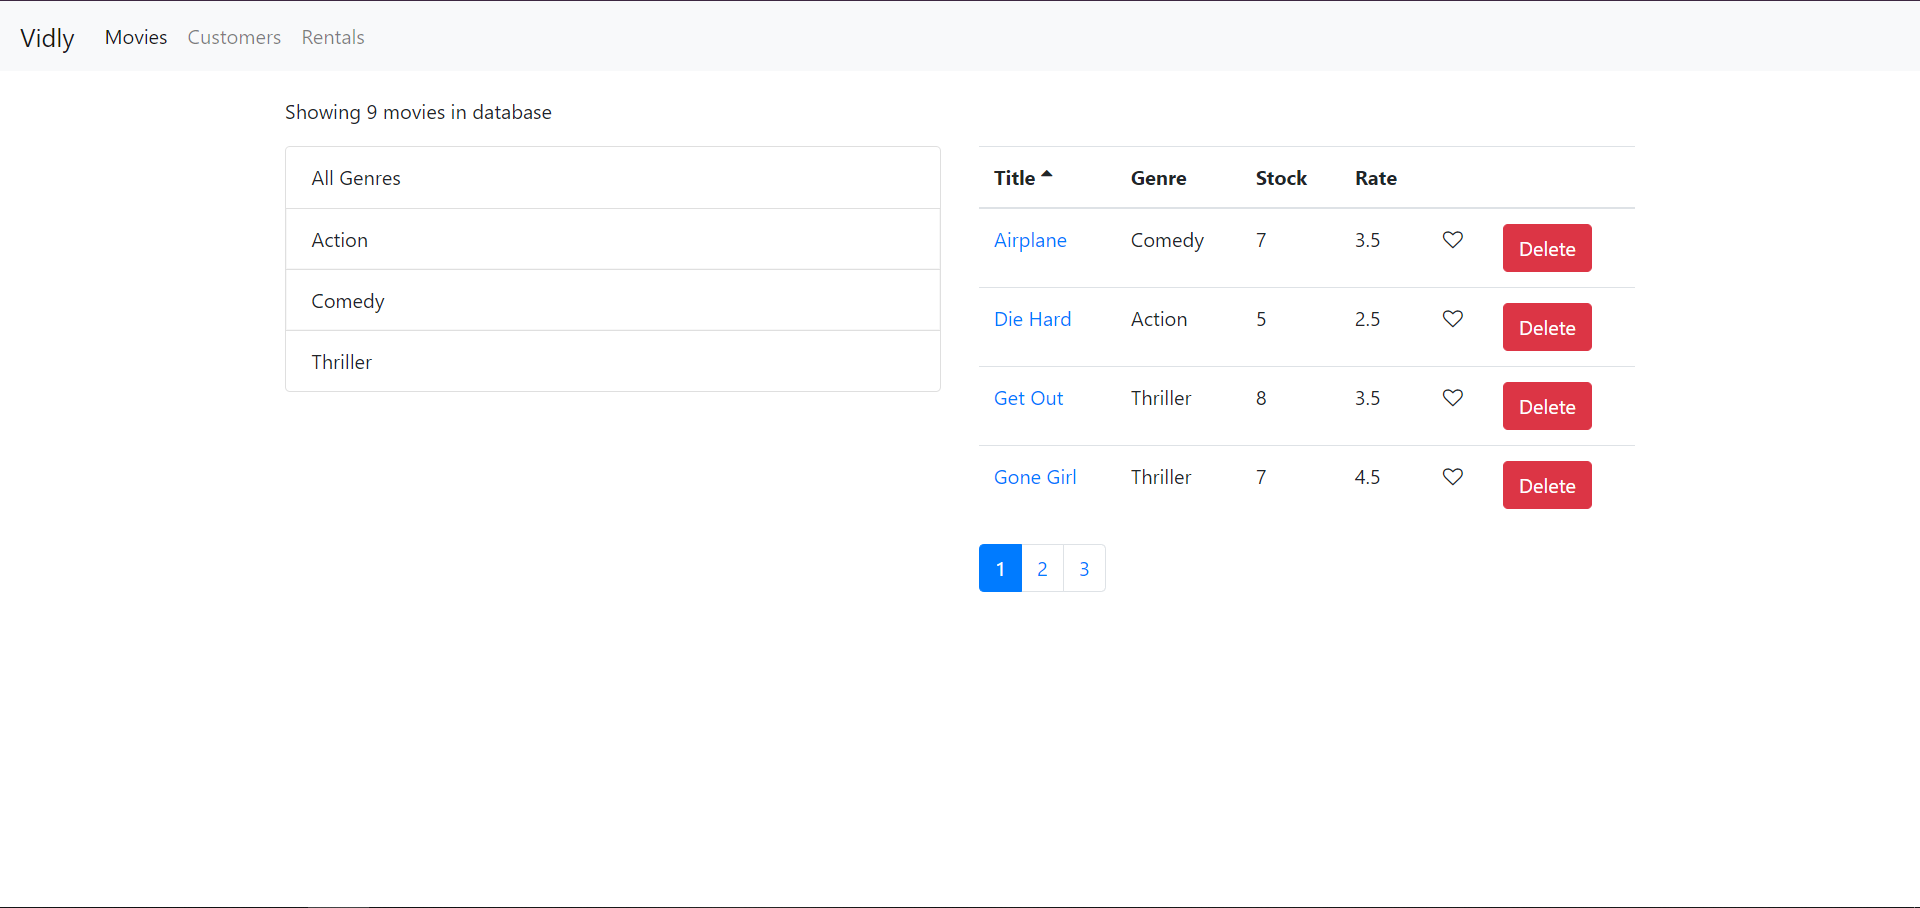 Vidly Movies Customers Rentals
Showing 9 movies in database
All Genres
Action
Comedy
Thriller
Title Genre Stock Rate
Airplane Comedy 7 3.5 Delete
Die Hard Action 5 2.5 Delete
Get Out Thriller 8 3.5 Delete
Gone Girl Thriller 7 4.5 Delete
1 2 3